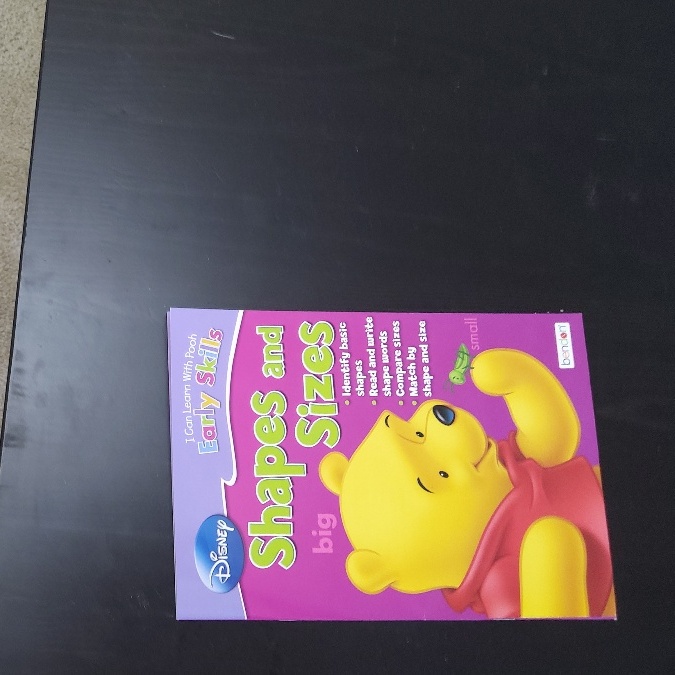 DISNEY
I Can Learn With Pooh
Early Skills
Shapes and
Sizes
big
• Identify basic
shapes
• Read and write
shape words
• Compare sizes
• Match by
shape and size
small
bendon